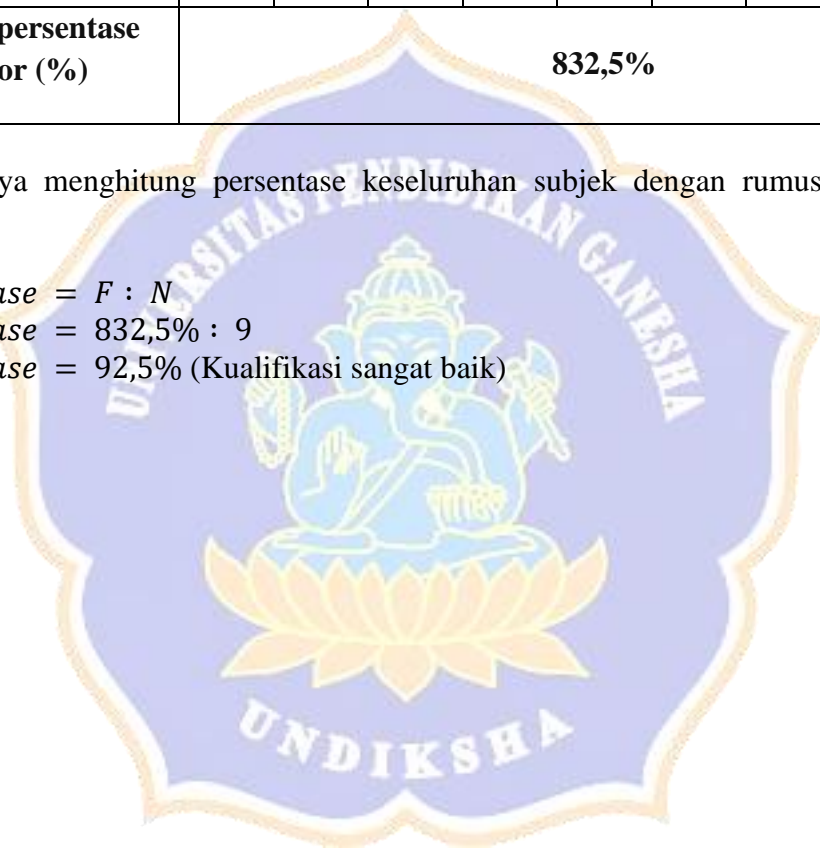 persentase
or (%)
832,5%
ya menghitung persentase keseluruhan subjek dengan rumus
ase = F : N
ase = 832,5% : 9
ase = 92,5% (Kualifikasi sangat baik)
UNIVERSITAS PENDIDIKAN GANESHA
UNDIKSHA